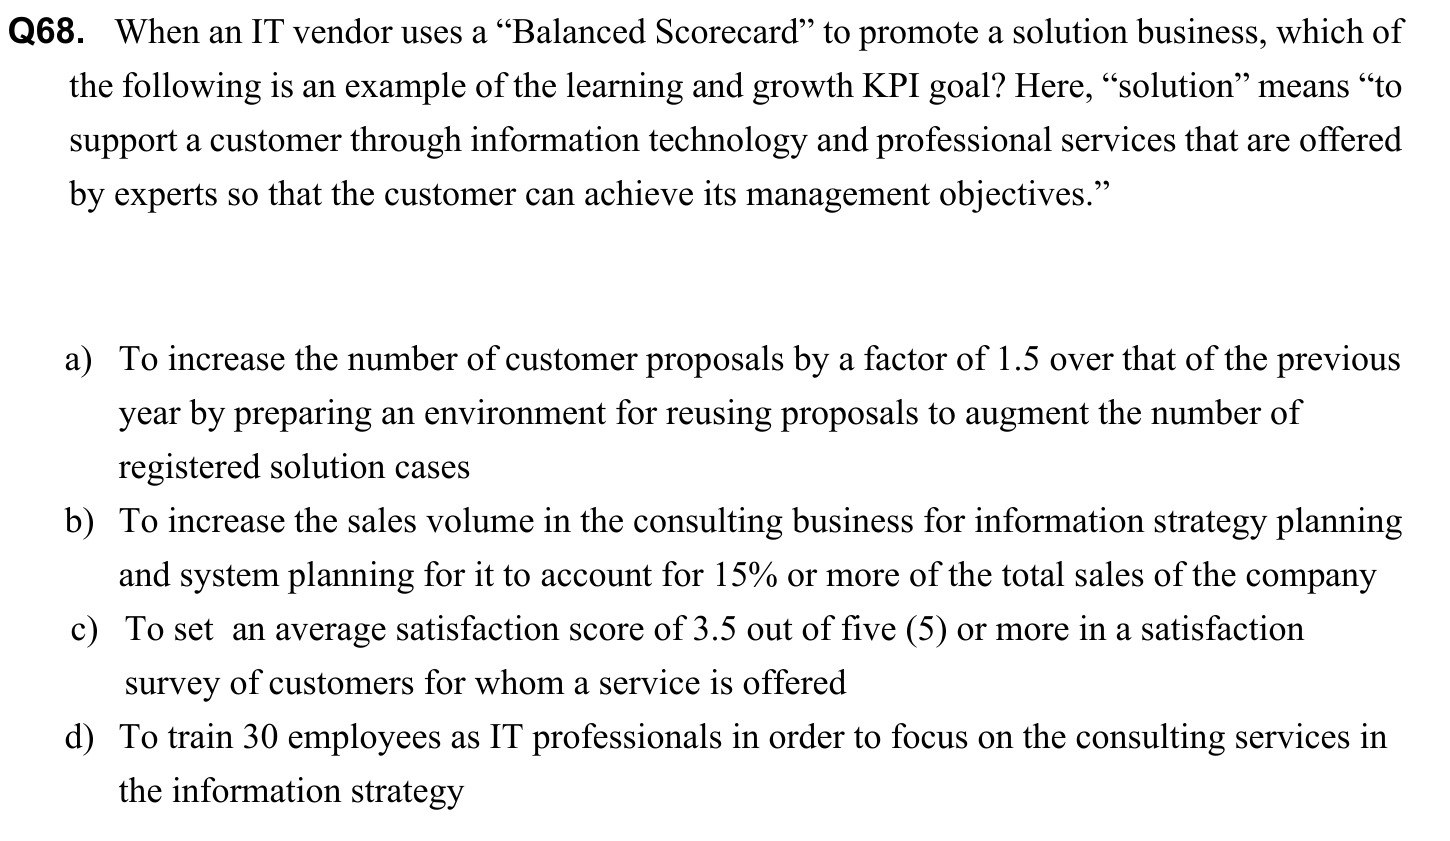 Q68. When an IT vendor uses a “Balanced Scorecard” to promote a solution business, which of
the following is an example of the learning and growth KPI goal? Here, “solution” means “to
support a customer through information technology and professional services that are offered
by experts so that the customer can achieve its management objectives.”
a) To increase the number of customer proposals by a factor of 1.5 over that of the previous
year by preparing an environment for reusing proposals to augment the number of
registered solution cases
b) To increase the sales volume in the consulting business for information strategy planning
and system planning for it to account for 15% or more of the total sales of the company
c) To set an average satisfaction score of 3.5 out of five (5) or more in a satisfaction
survey of customers for whom a service is offered
d) To train 30 employees as IT professionals in order to focus on the consulting services in
the information strategy